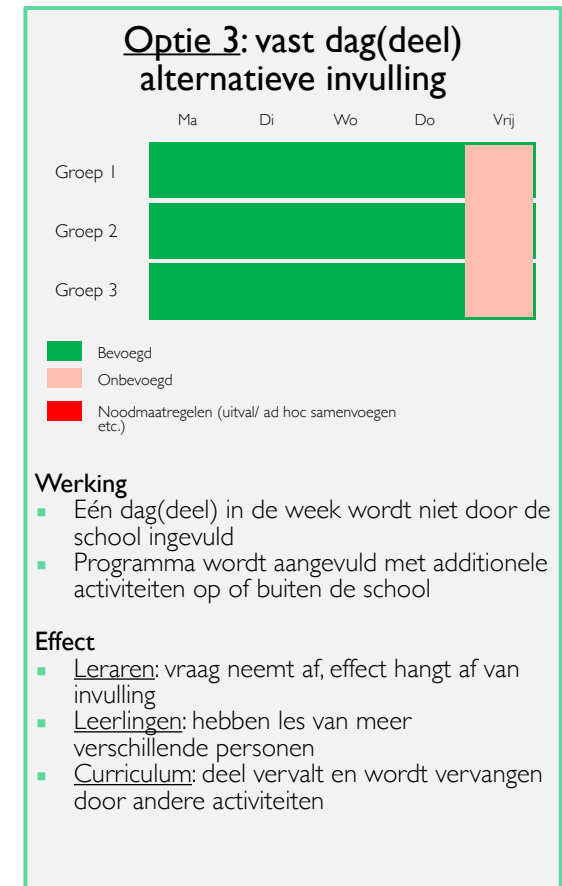 Optie 3: vast dag(deel)
alternatieve invulling
Ma Di Wo Do Vrij
Groep 1
Groep 2
Groep 3
Bevoegd
Onbevoegd
Noodmaatregelen (uitval/ ad hoc samenvoegen
etc.)
Werking
Eén dag(deel) in de week wordt niet door de
school ingevuld
Programma wordt aangevuld met additionele
activiteiten op of buiten de school
Effect
Leraren: vraag neemt af, effect hangt af van
invulling
Leerlingen: hebben les van meer
verschillende personen
Curriculum: deel vervalt en wordt vervangen
door andere activiteiten